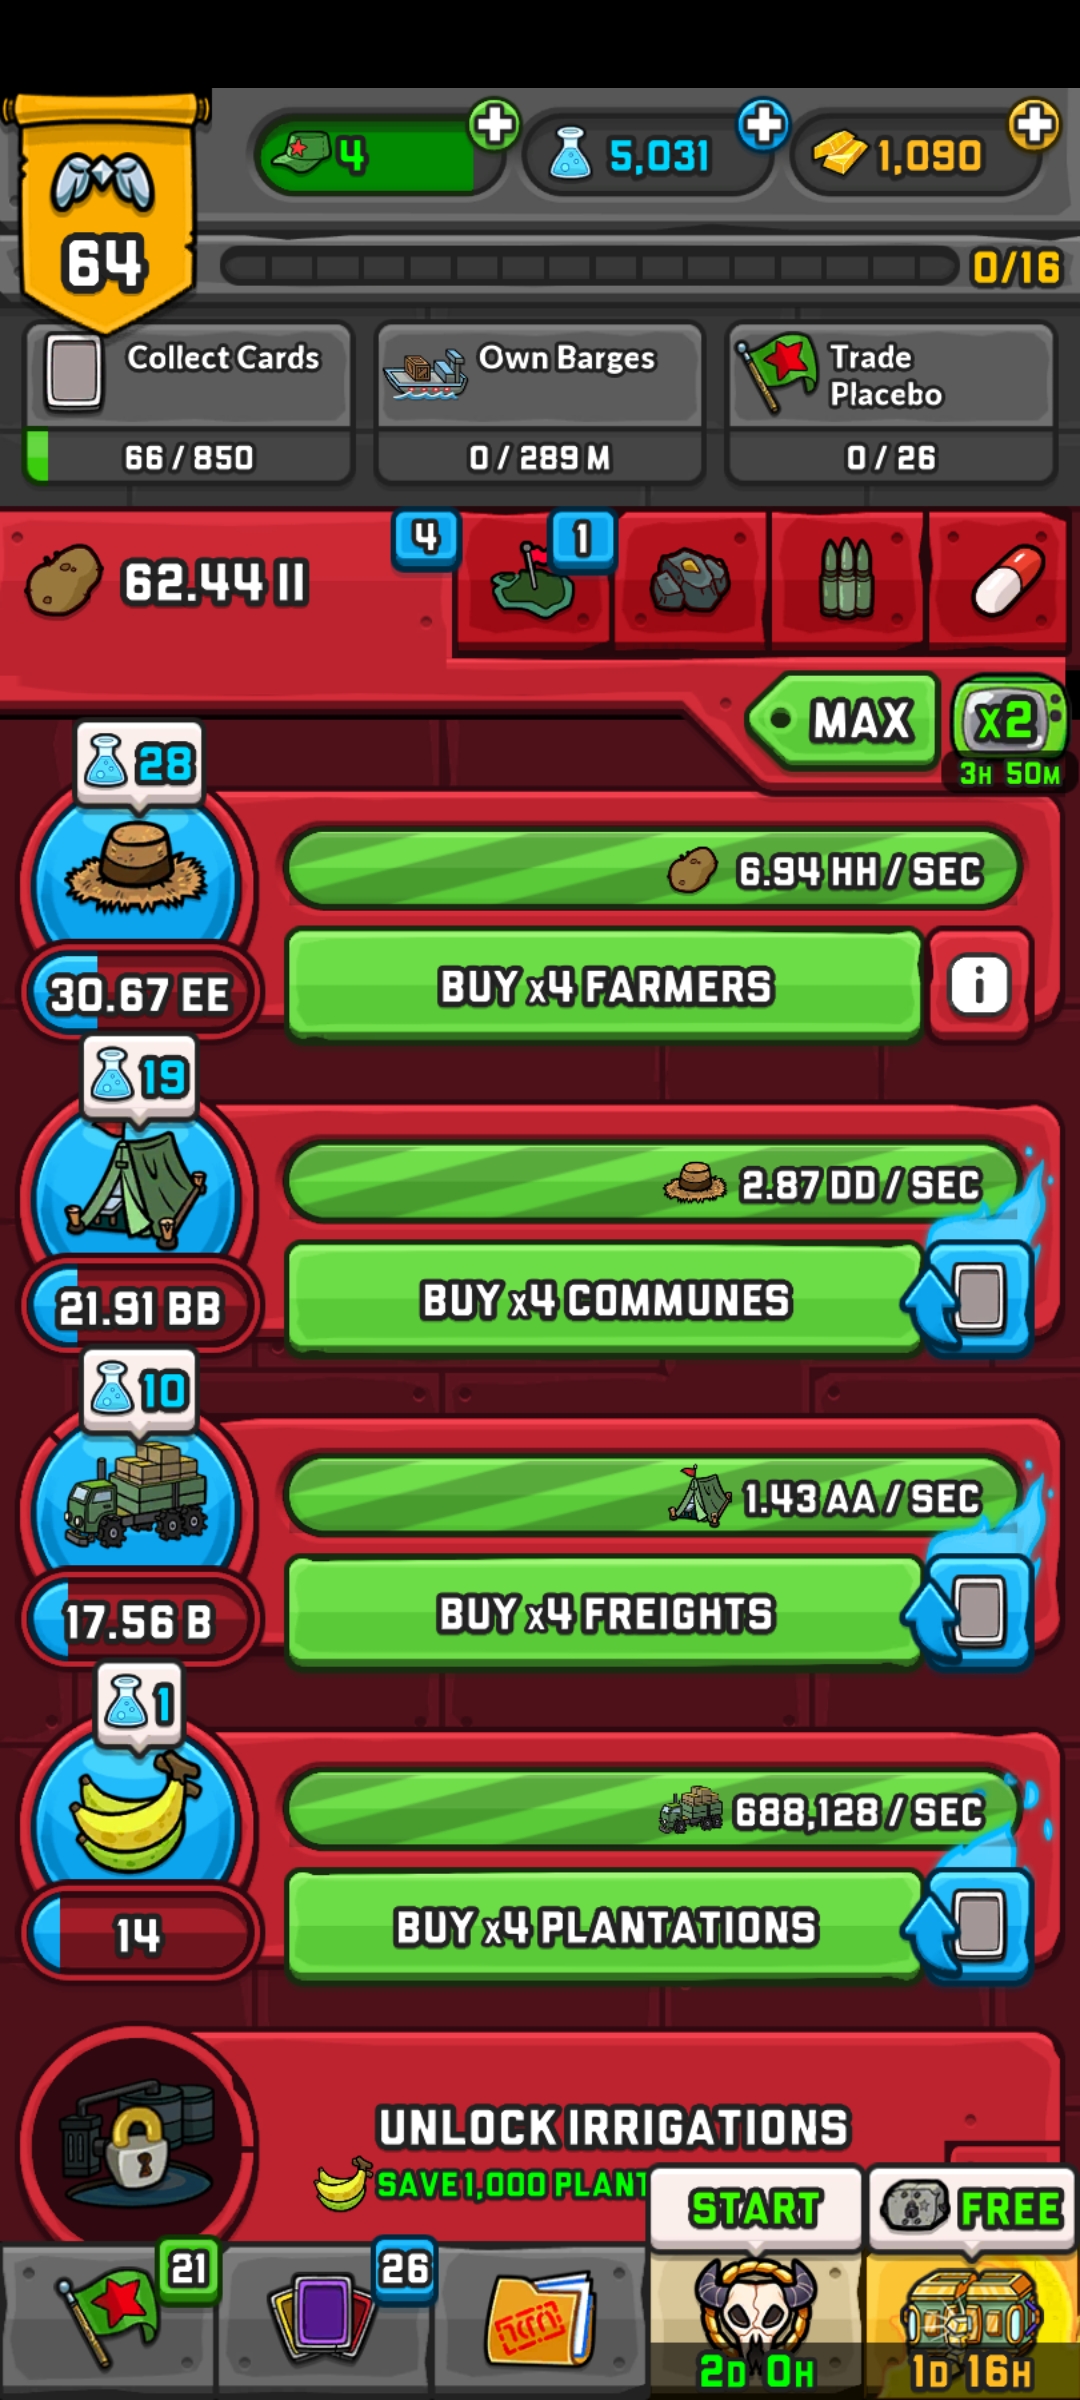 4
5,031
1,090
64
0/16
Collect Cards
66 / 850
Own Barges
0 / 289 M
Trade
Placebo
0 / 26
62.44 II
4
1
MAX
x2
3H 50M
28
6.94 HH / SEC
30.67 EE
BUY x4 FARMERS
i
19
2.87 DD / SEC
21.91 BB
BUY x4 COMMUNES
10
1.43 AA / SEC
17.56 B
BUY x4 FREIGHTS
1
688,128 / SEC
14
BUY x4 PLANTATIONS
UNLOCK IRRIGATIONS
SAVE 1,000 PLANT
START
FREE
21
26
2D 0H
1D 16H